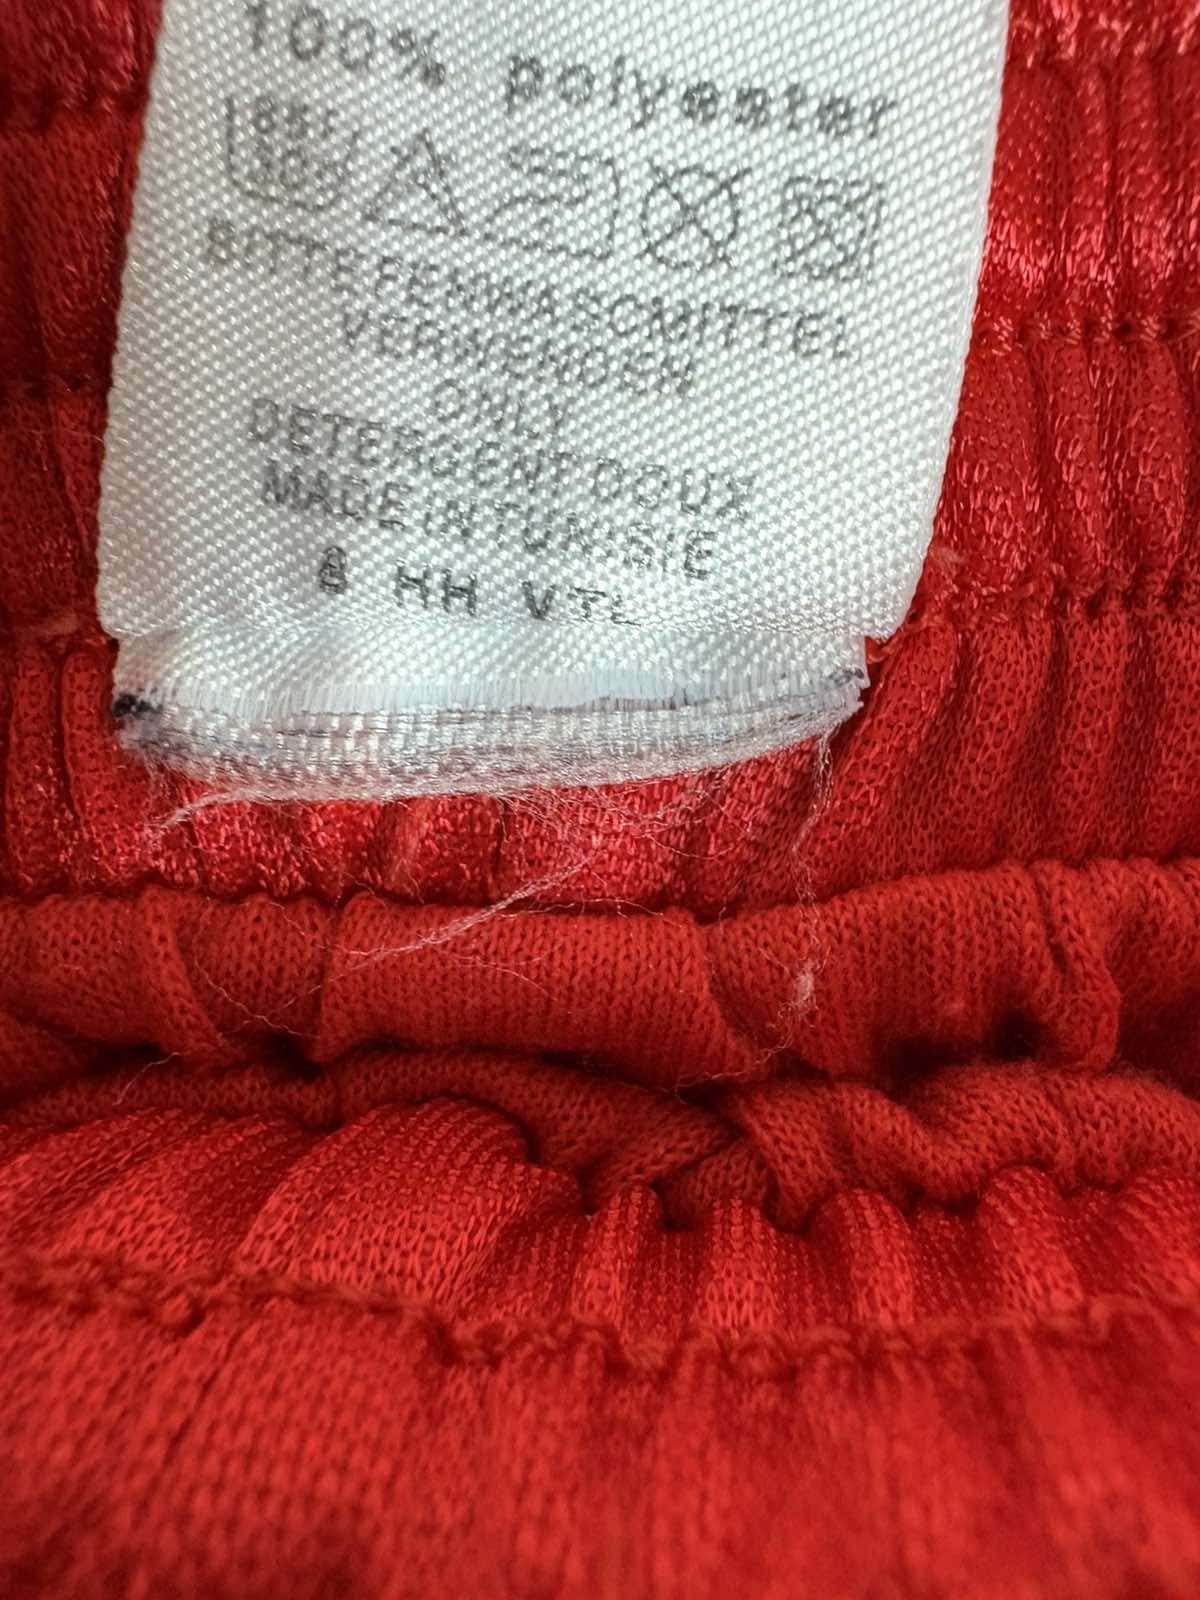 100% polyester
BITTE FEINWASCHMITTEL
VERWENDEN
ONLY
DETERGENT DOUX
MADE IN TUNISIE
8 HH VTL